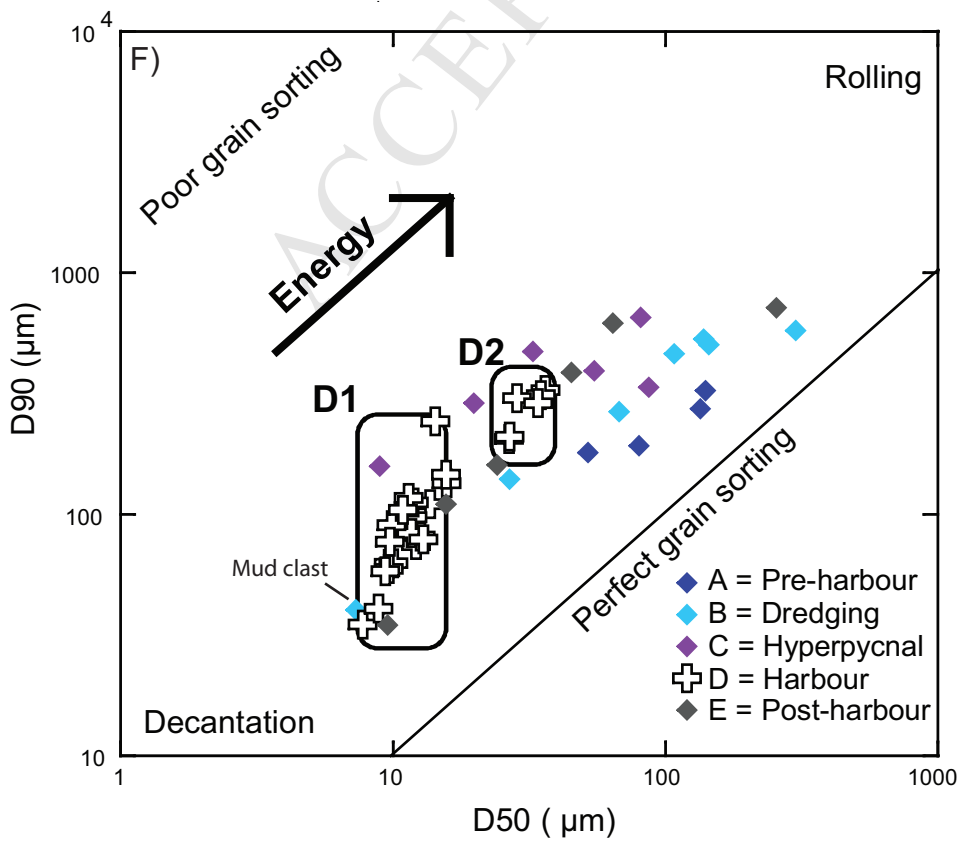 10 4
F)
Rolling
Poor grain sorting
ACCEP
Energy
1000
D90 (µm)
D2
D1
100
Mud clast
Perfect grain sorting
A = Pre-harbour
B = Dredging
C = Hyperpycnal
D = Harbour
E = Post-harbour
Decantation
10
1 10 100 1000
D50 ( µm)